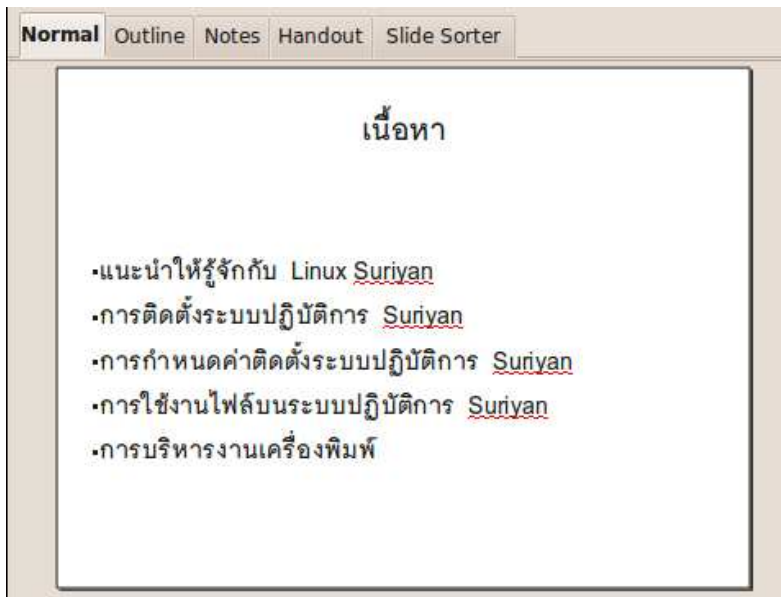 Normal Outline Notes Handout Slide Sorter
เนื้อหา
▪แนะนำให้รู้จักกับ Linux Suriyan
▪การติดตั้งระบบปฏิบัติการ Suriyan
▪การกำหนดค่าติดตั้งระบบปฏิบัติการ Suriyan
▪การใช้งานไฟล์บนระบบปฏิบัติการ Suriyan
▪การบริหารงานเครื่องพิมพ์